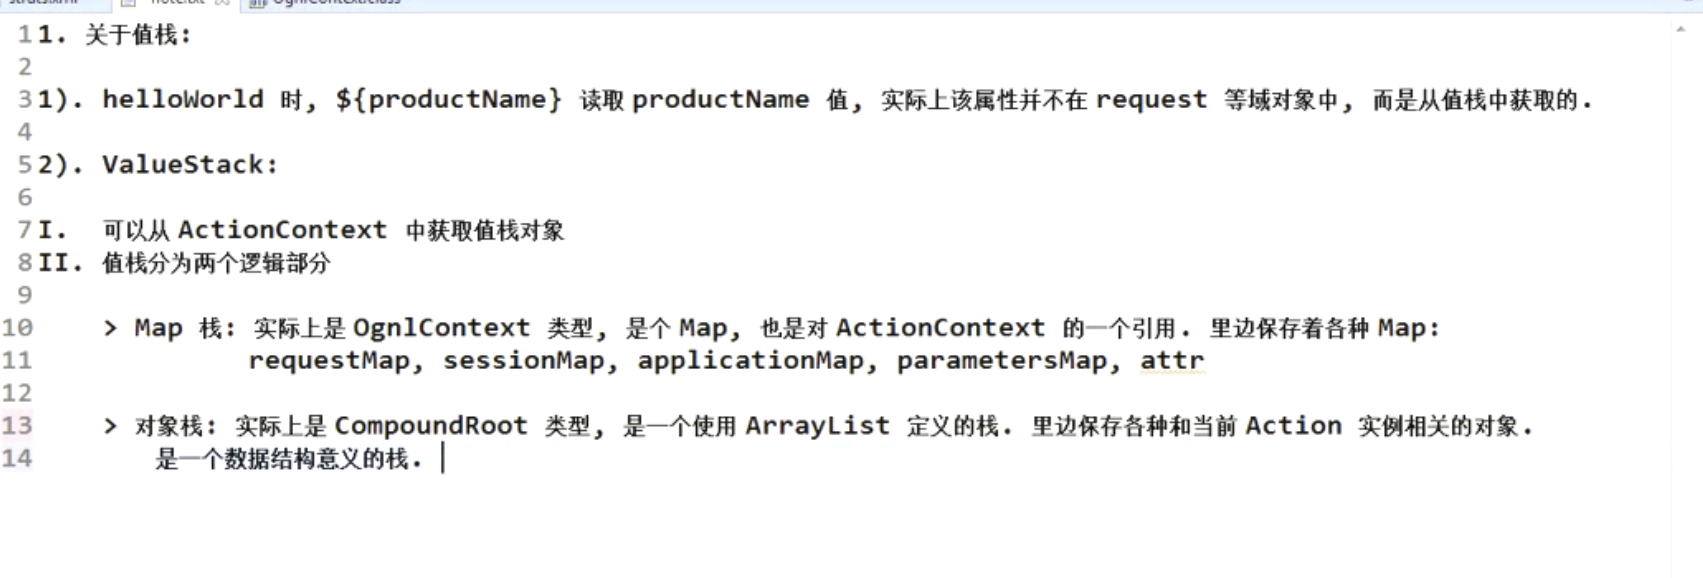 1 1. 关于值栈:
2
3 1). helloWorld 时, ${productName} 读取 productName 值, 实际上该属性并不在 request 等域对象中, 而是从值栈中获取的.
4
5 2). ValueStack:
6
7 I. 可以从 ActionContext 中获取值栈对象
8 II. 值栈分为两个逻辑部分
9
10 > Map 栈: 实际上是 OgnlContext 类型, 是个 Map, 也是对 ActionContext 的一个引用. 里边保存着各种 Map:
11 requestMap, sessionMap, applicationMap, parametersMap, attr
12
13 > 对象栈: 实际上是 CompoundRoot 类型, 是一个使用 ArrayList 定义的栈. 里边保存各种和当前 Action 实例相关的对象.
14 是一个数据结构意义的栈.